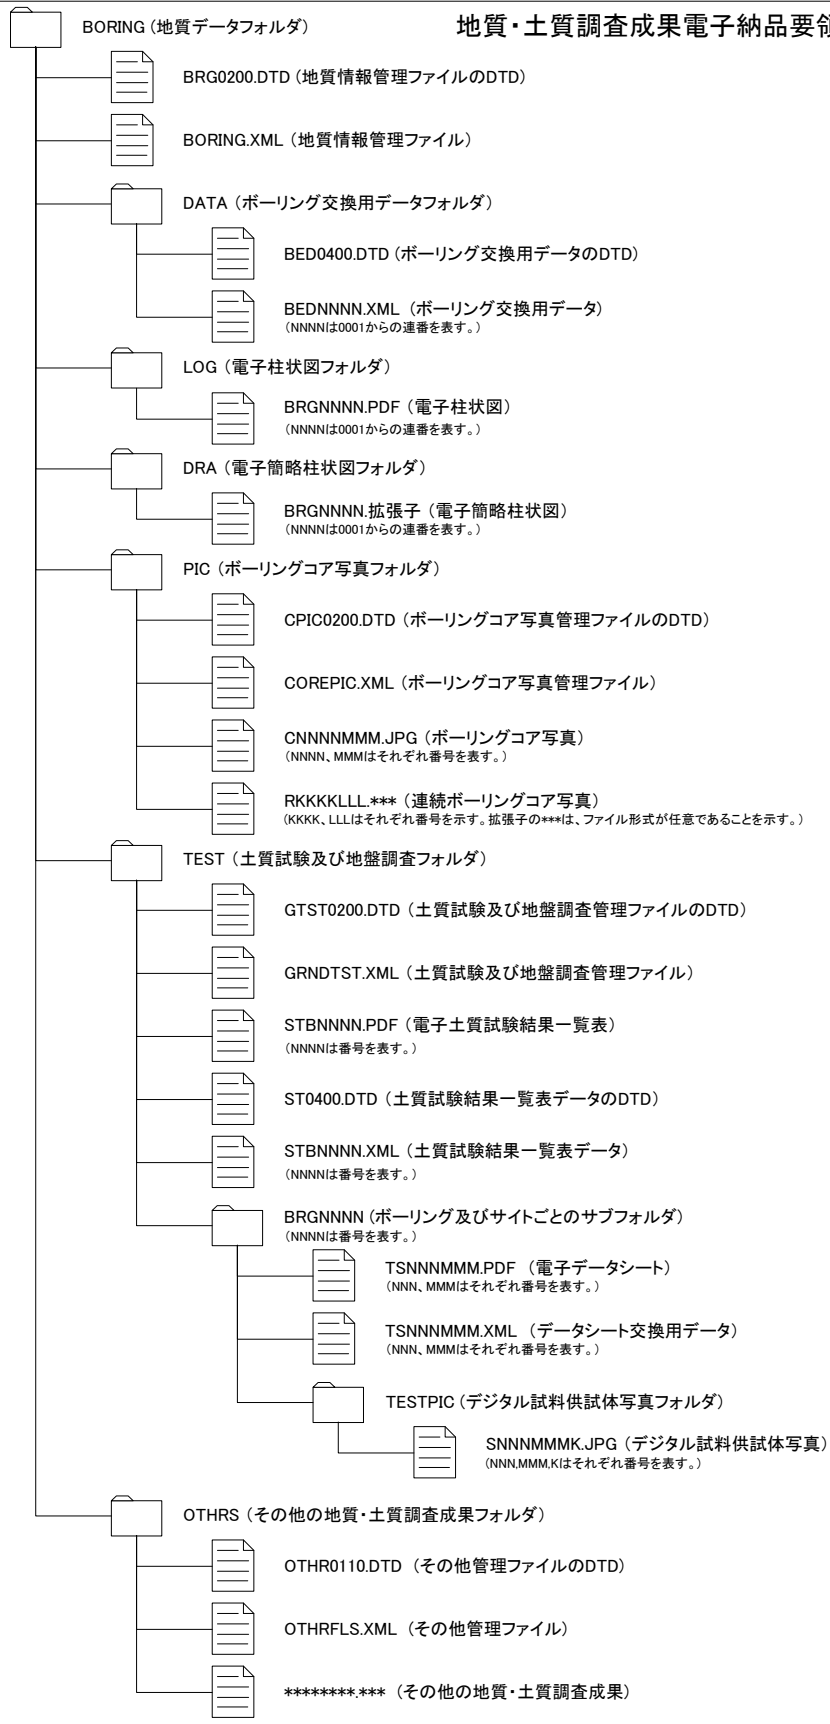 BORING (地質データフォルダ) 地質・土質調査成果電子納品要領
BRG0200.DTD (地質情報管理ファイルのDTD)
BORING.XML (地質情報管理ファイル)
DATA (ボーリング交換用データフォルダ)
BED0400.DTD (ボーリング交換用データのDTD)
BEDNNNN.XML (ボーリング交換用データ)
(NNNNは0001からの連番を表す。)
LOG (電子柱状図フォルダ)
BRGNNNN.PDF (電子柱状図)
(NNNNは0001からの連番を表す。)
DRA (電子簡略柱状図フォルダ)
BRGNNNN.拡張子 (電子簡略柱状図)
(NNNNは0001からの連番を表す。)
PIC (ボーリングコア写真フォルダ)
CPIC0200.DTD (ボーリングコア写真管理ファイルのDTD)
COREPIC.XML (ボーリングコア写真管理ファイル)
CNNNNMMM.JPG (ボーリングコア写真)
(NNNN、MMMはそれぞれ番号を表す。)
RKKKKLLL.*** (連続ボーリングコア写真)
(KKKK、LLLはそれぞれ番号を示す。拡張子の***は、ファイル形式が任意であることを示す。)
TEST (土質試験及び地盤調査フォルダ)
GTST0200.DTD (土質試験及び地盤調査管理ファイルのDTD)
GRNDTST.XML (土質試験及び地盤調査管理ファイル)
STBNNNN.PDF (電子土質試験結果一覧表)
(NNNNは番号を表す。)
ST0400.DTD (土質試験結果一覧表データのDTD)
STBNNNN.XML (土質試験結果一覧表データ)
(NNNNは番号を表す。)
BRGNNNN (ボーリング及びサイトごとのサブフォルダ)
(NNNNは番号を表す。)
TSNNNMMM.PDF (電子データシート)
(NNN、MMMはそれぞれ番号を表す。)
TSNNNMMM.XML (データシート交換用データ)
(NNN、MMMはそれぞれ番号を表す。)
TESTPIC (デジタル試料供試体写真フォルダ)
SNNNMMMK.JPG (デジタル試料供試体写真)
(NNN,MMM,Kはそれぞれ番号を表す。)
OTHRS (その他の地質・土質調査成果フォルダ)
OTHR0110.DTD (その他管理ファイルのDTD)
OTHRFLS.XML (その他管理ファイル)
********.*** (その他の地質・土質調査成果)